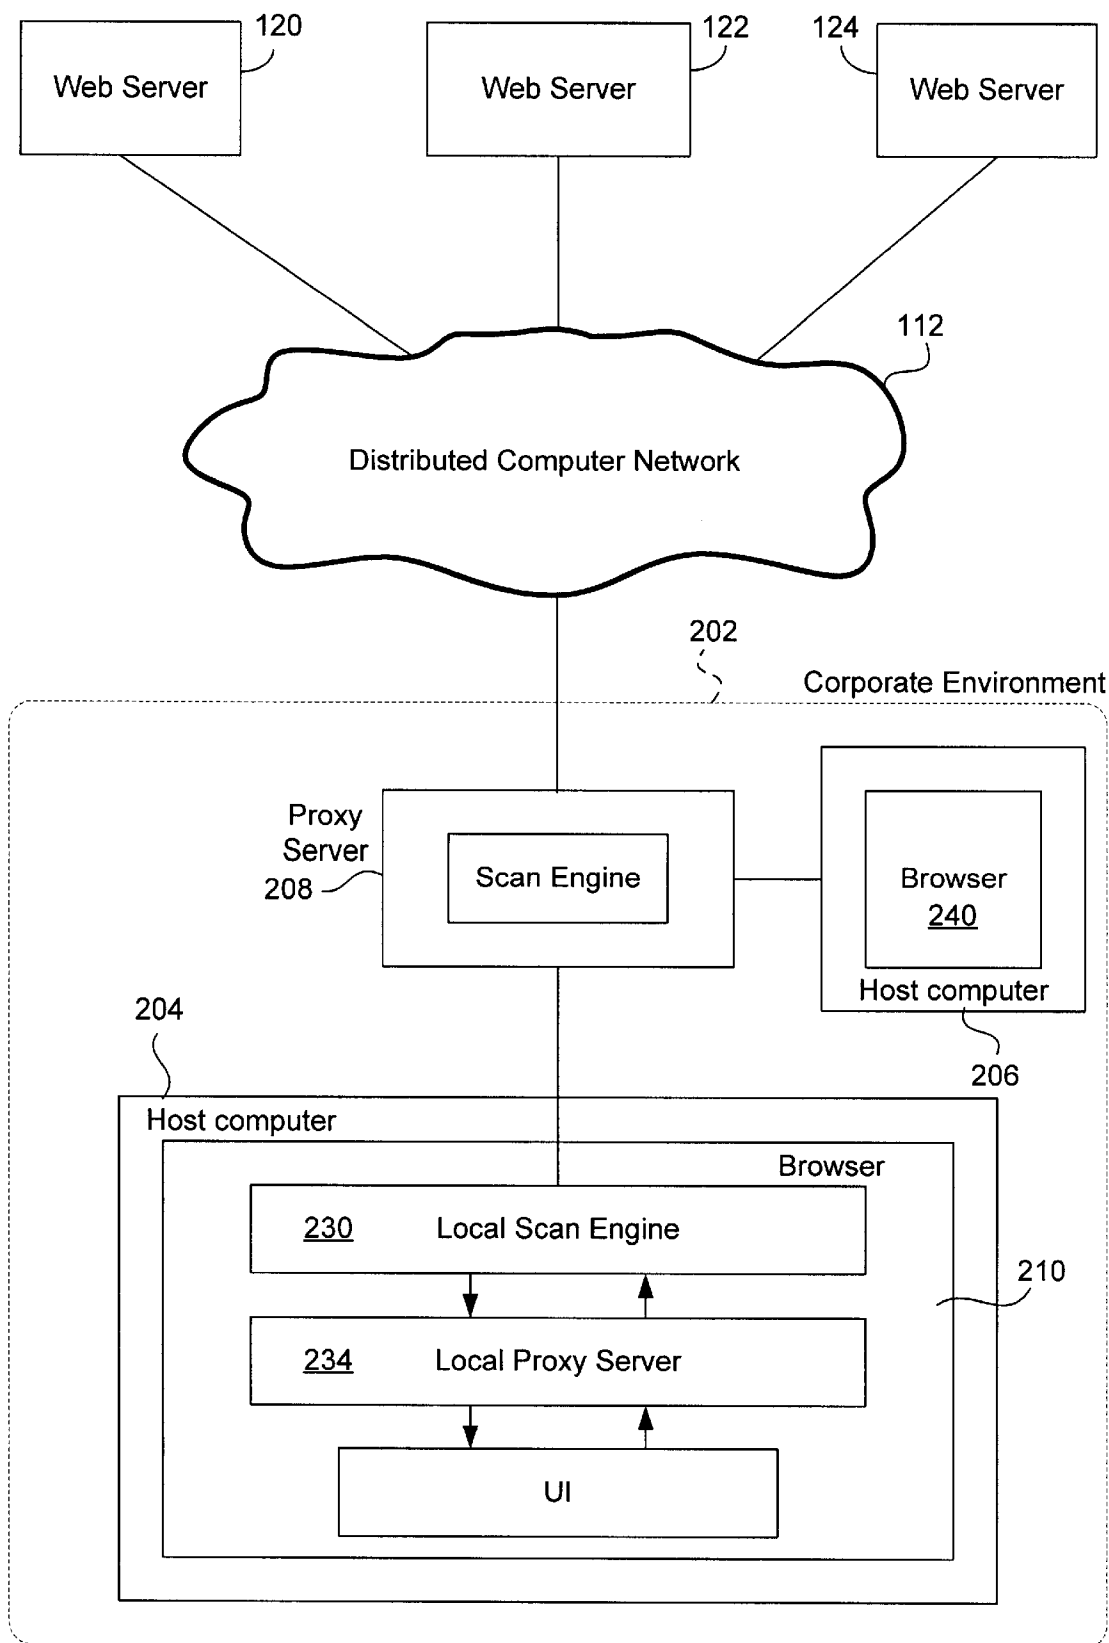 120
122
124
Web Server
Web Server
Web Server
112
Distributed Computer Network
202
Corporate Environment
Proxy
Server
208
Scan Engine
Browser
240
Host computer
206
204
Host computer
Browser
230 Local Scan Engine
210
234 Local Proxy Server
UI